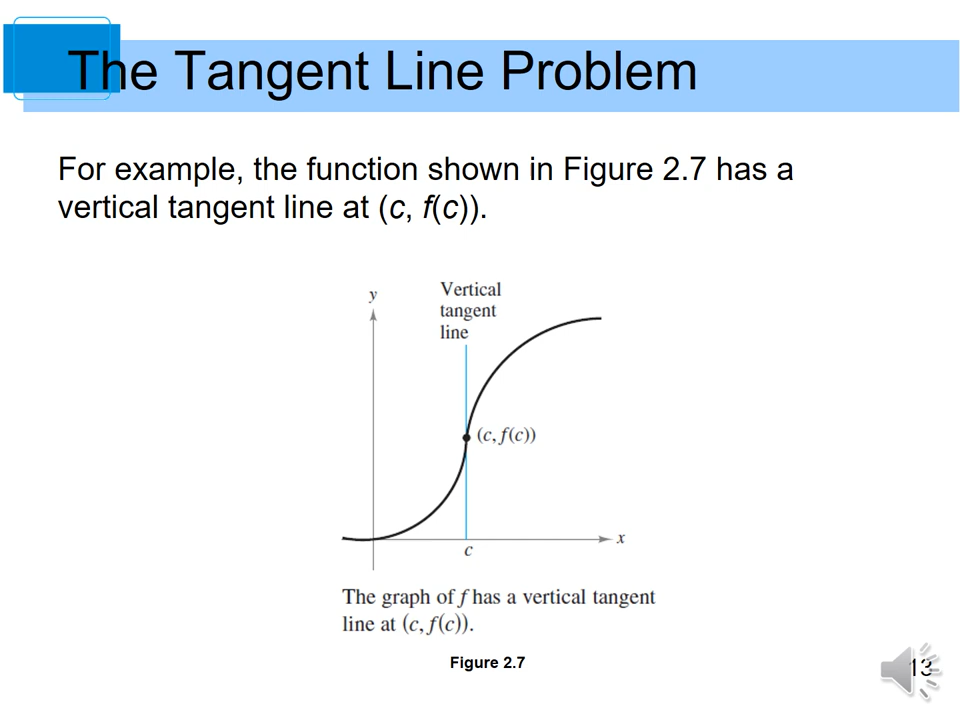 The Tangent Line Problem
For example, the function shown in Figure 2.7 has a
vertical tangent line at (c, f(c)).
y
Vertical
tangent
line
(c, f(c))
x
c
The graph of f has a vertical tangent
line at (c, f(c)).
Figure 2.7
13